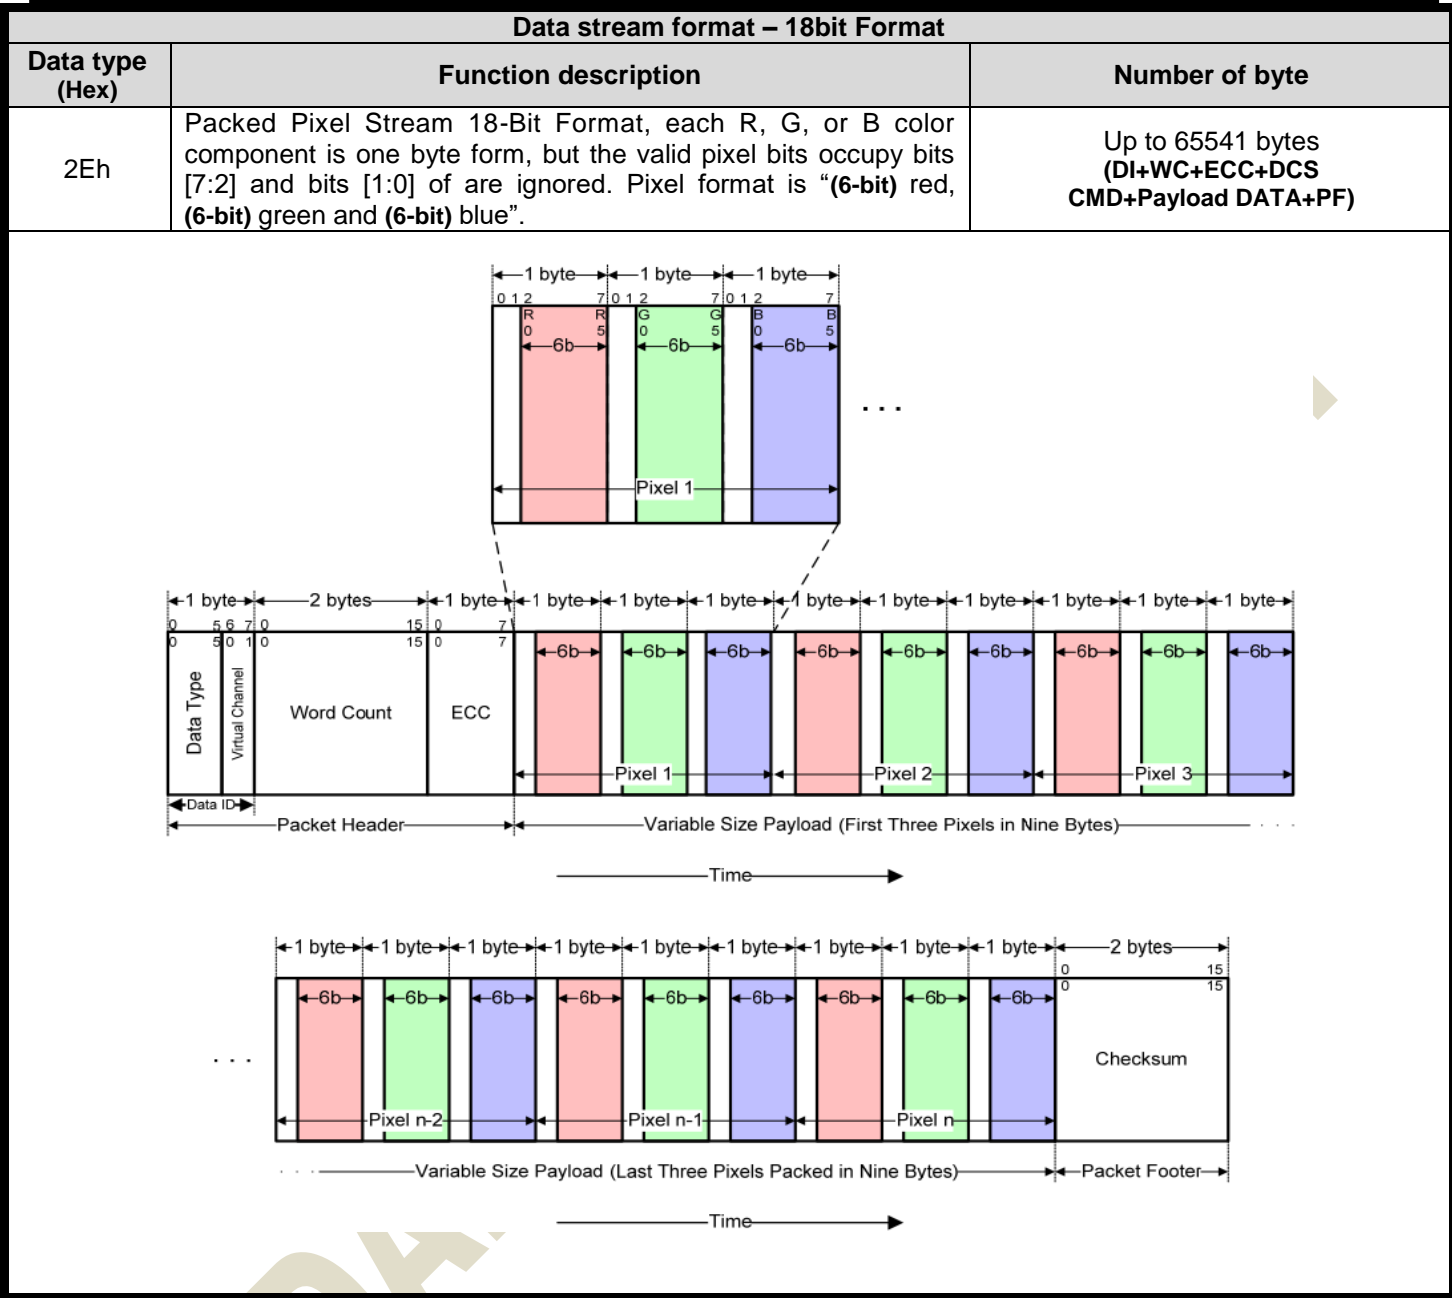 Data stream format – 18bit Format
Data type
(Hex)
Function description
Number of byte
2Eh
Packed Pixel Stream 18-Bit Format, each R, G, or B color
component is one byte form, but the valid pixel bits occupy bits
[7:2] and bits [1:0] of are ignored. Pixel format is “(6-bit) red,
(6-bit) green and (6-bit) blue”.
Up to 65541 bytes
(DI+WC+ECC+DCS
CMD+Payload DATA+PF)
1 byte 1 byte 1 byte
0 1 2 7 0 1 2 7 0 1 2 7
R R G G B B
0 5 0 5 0 5
6b 6b 6b
. . .
Pixel 1
1 byte 2 bytes 1 byte 1 byte 1 byte 1 byte 1 byte 1 byte 1 byte 1 byte 1 byte 1 byte
0 5 6 7 0 15 0 7
0 5 0 1 0 15 0 7
6b 6b 6b 6b 6b 6b 6b 6b 6b
Data Type
Virtual Channel
Word Count
ECC
Pixel 1 Pixel 2 Pixel 3
Data ID
Packet Header
Variable Size Payload (First Three Pixels in Nine Bytes)
Time
1 byte 1 byte 1 byte 1 byte 1 byte 1 byte 1 byte 1 byte 1 byte 2 bytes
0 15
0 15
6b 6b 6b 6b 6b 6b 6b 6b 6b
. . .
Checksum
Pixel n-2 Pixel n-1 Pixel n
Variable Size Payload (Last Three Pixels Packed in Nine Bytes)
Packet Footer
Time